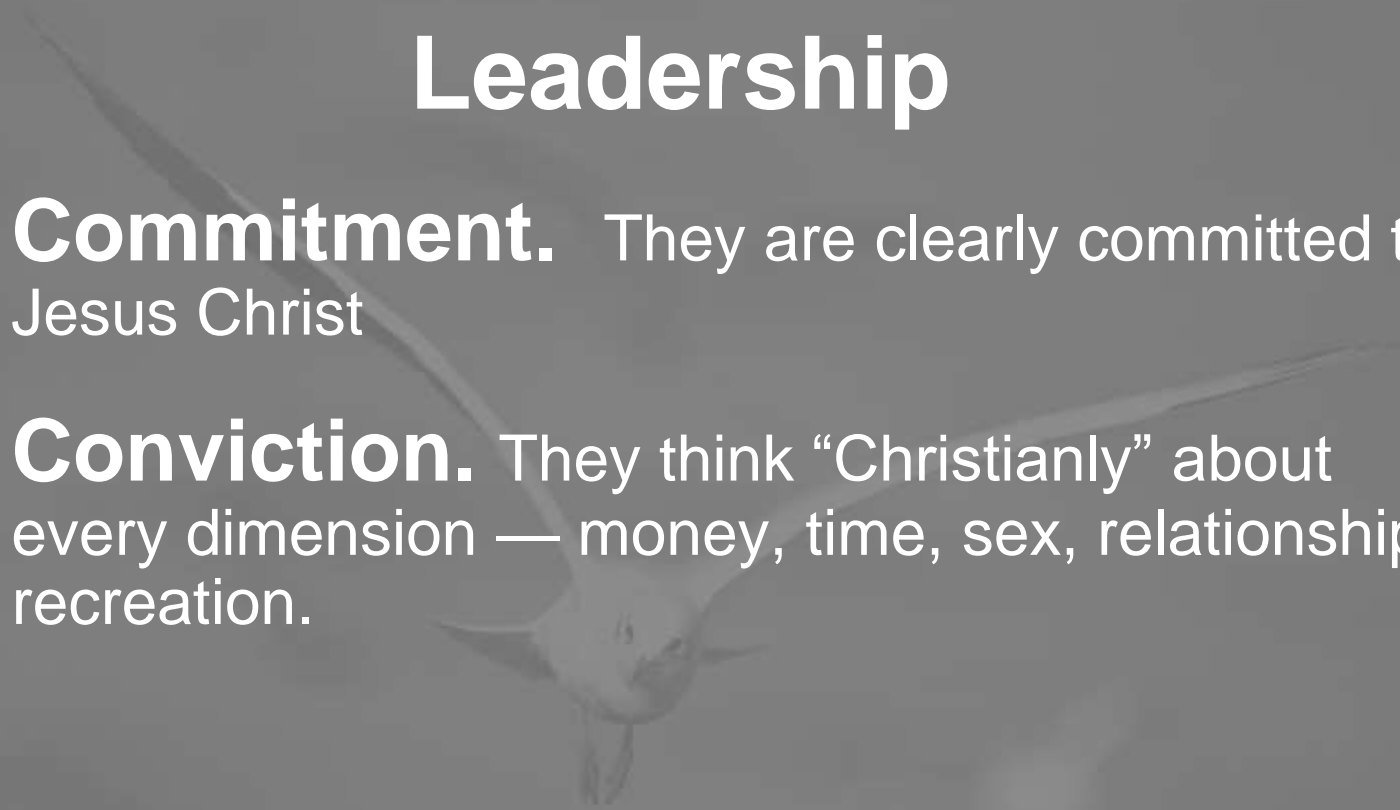 Leadership
Commitment. They are clearly committed t
Jesus Christ
Conviction. They think “Christianly” about
every dimension — money, time, sex, relationship
recreation.